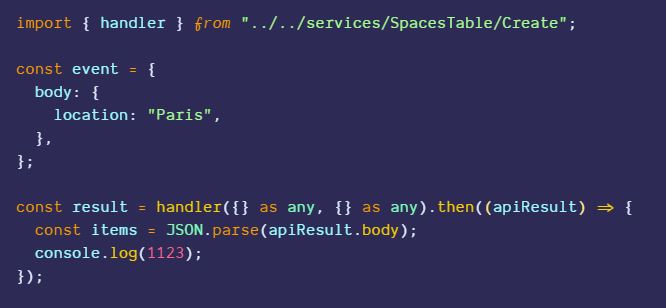 import { handler } from "../../services/SpacesTable/Create";
const event = {
  body: {
    location: "Paris",
  },
};
const result = handler({} as any, {} as any).then((apiResult) => {
  const items = JSON.parse(apiResult.body);
  console.log(1123);
});